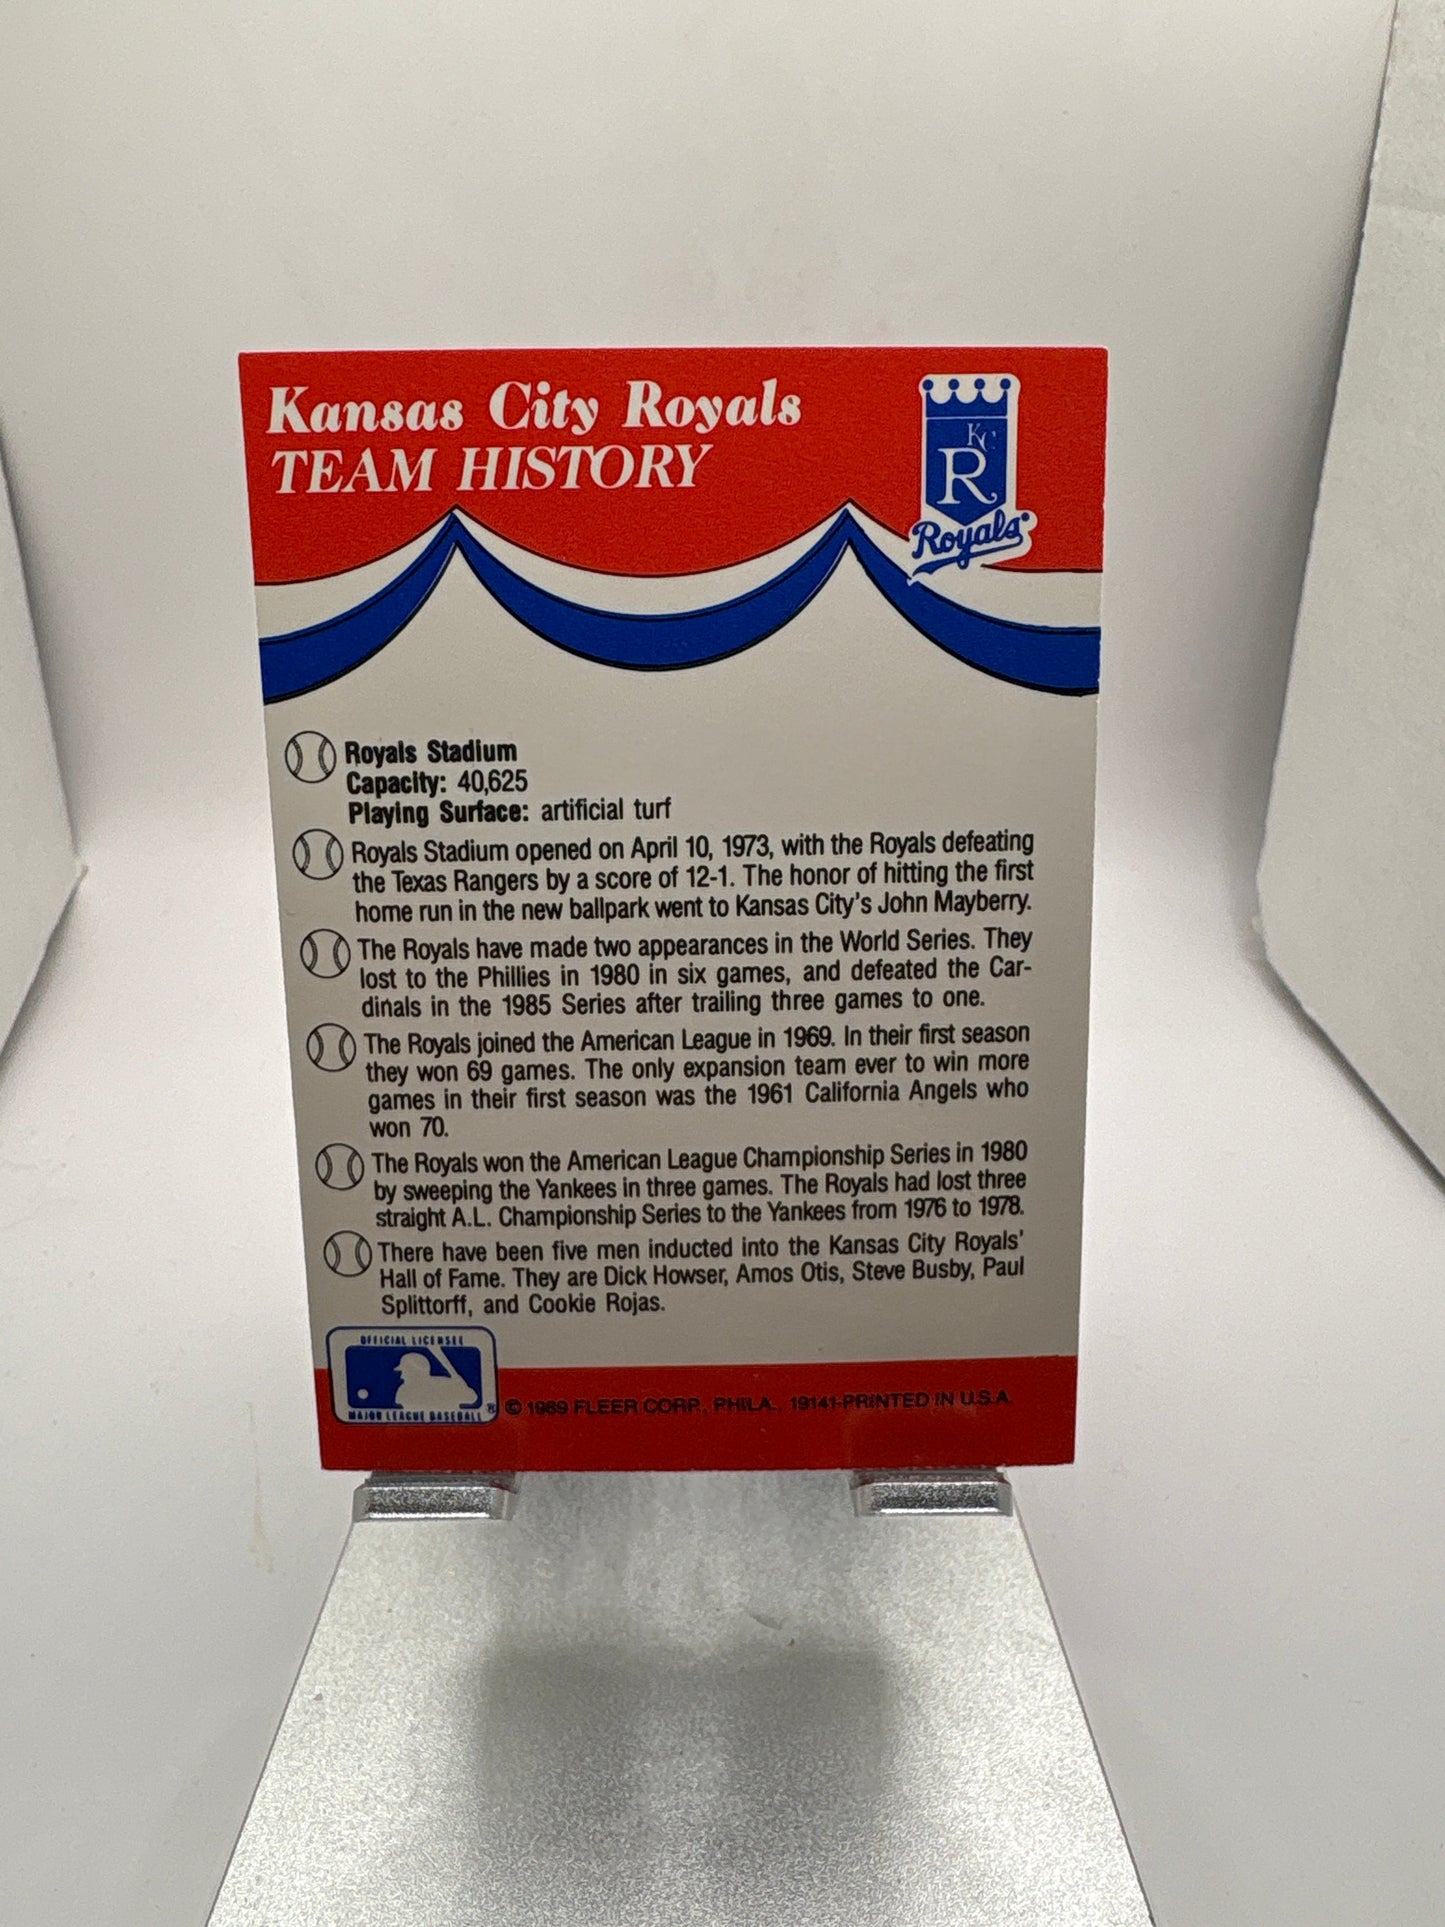 Kansas City Royals
TEAM HISTORY
KC
R
Royals
Royals Stadium
Capacity: 40,625
Playing Surface: artificial turf
Royals Stadium opened on April 10, 1973, with the Royals defeating
the Texas Rangers by a score of 12-1. The honor of hitting the first
home run in the new ballpark went to Kansas City's John Mayberry.
The Royals have made two appearances in the World Series. They
lost to the Phillies in 1980 in six games, and defeated the Car-
dinals in the 1985 Series after trailing three games to one.
The Royals joined the American League in 1969. In their first season
they won 69 games. The only expansion team ever to win more
games in their first season was the 1961 California Angels who
won 70.
The Royals won the American League Championship Series in 1980
by sweeping the Yankees in three games. The Royals had lost three
straight A.L. Championship Series to the Yankees from 1976 to 1978.
There have been five men inducted into the Kansas City Royals'
Hall of Fame. They are Dick Howser, Amos Otis, Steve Busby, Paul
Splittorff, and Cookie Rojas.
OFFICIAL LICENSEE
MAJOR LEAGUE BASEBALL ®
© 1989 FLEER CORP., PHILA., 19141-PRINTED IN U.S.A.